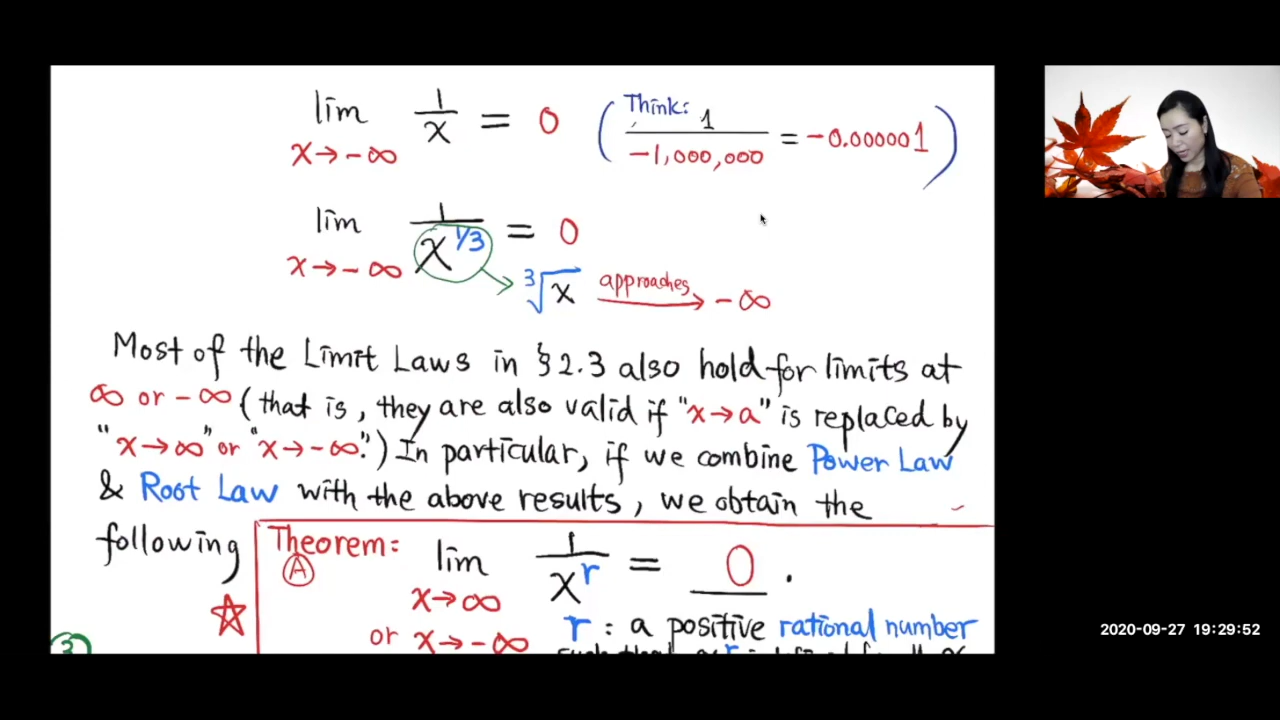 lim x→-∞ 1/x = 0 (Think: 1/-1,000,000 = -0.000001)
lim x→-∞ 1/x^1/3 = 0
∛x approaches → -∞
Most of the Limit Laws in §2.3 also hold for limits at
∞ or -∞ (that is, they are also valid if "x→a" is replaced by
"x→∞" or "x→-∞".) In particular, if we combine Power Law
& Root Law with the above results, we obtain the
following
Theorem: lim 1/x^r = 0.
Ⓐ x→∞
or x→-∞
r : a positive rational number
such that
3
2020-09-27 19:29:52